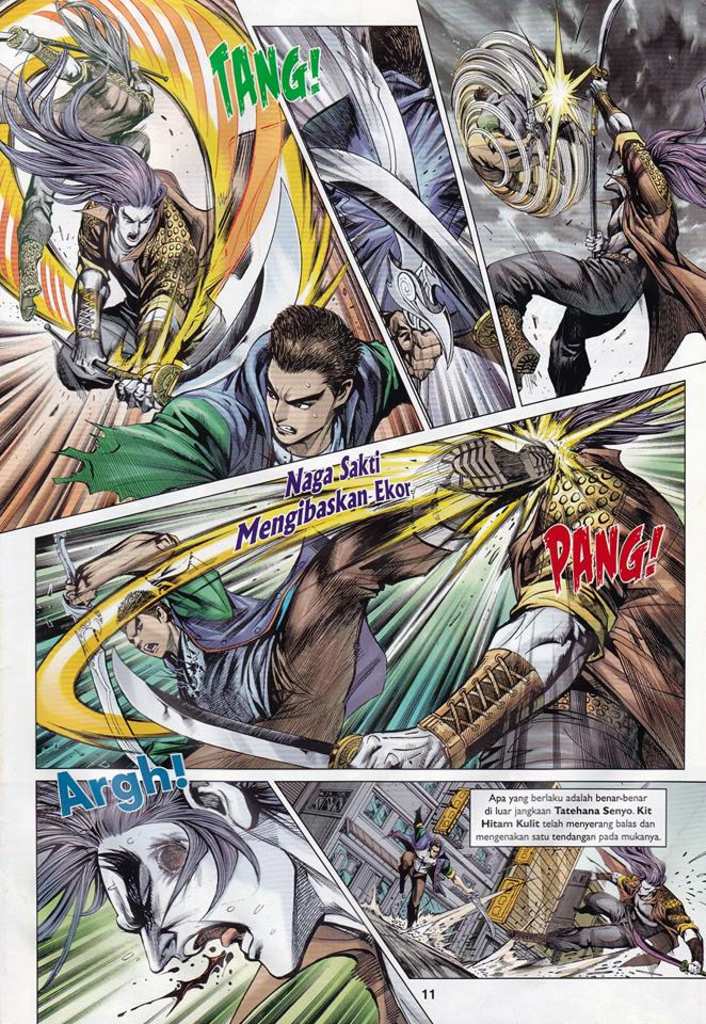 TANG!
Naga Sakti
Mengibaskan Ekor
PANG!
Argh!
Apa yang berlaku adalah benar-benar
di luar jangkaan Tatehana Senyo. Kit
Hitam Kulit telah menyerang balas dan
mengenakan satu tendangan pada mukanya.
11